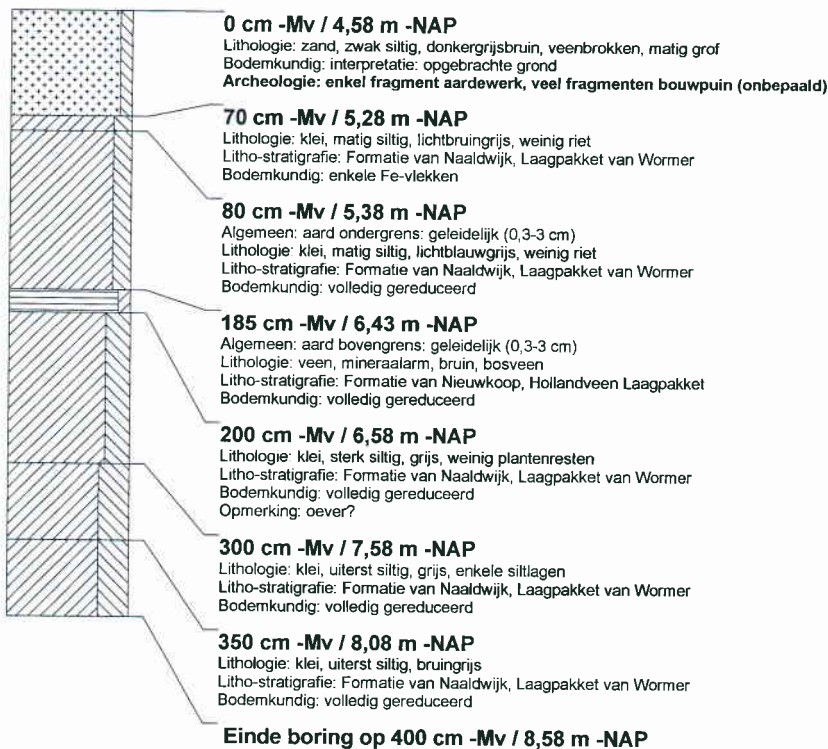 0 cm -Mv / 4,58 m -NAP
Lithologie: zand, zwak siltig, donkergrijsbruin, veenbrokken, matig grof
Bodemkundig: interpretatie: opgebrachte grond
Archeologie: enkel fragment aardewerk, veel fragmenten bouwpuin (onbepaald)
70 cm -Mv / 5,28 m -NAP
Lithologie: klei, matig siltig, lichtbruingrijs, weinig riet
Litho-stratigrafie: Formatie van Naaldwijk, Laagpakket van Wormer
Bodemkundig: enkele Fe-vlekken
80 cm -Mv / 5,38 m -NAP
Algemeen: aard ondergrens: geleidelijk (0,3-3 cm)
Lithologie: klei, matig siltig, lichtblauwgrijs, weinig riet
Litho-stratigrafie: Formatie van Naaldwijk, Laagpakket van Wormer
Bodemkundig: volledig gereduceerd
185 cm -Mv / 6,43 m -NAP
Algemeen: aard bovengrens: geleidelijk (0,3-3 cm)
Lithologie: veen, mineraalarm, bruin, bosveen
Litho-stratigrafie: Formatie van Nieuwkoop, Hollandveen Laagpakket
Bodemkundig: volledig gereduceerd
200 cm -Mv / 6,58 m -NAP
Lithologie: klei, sterk siltig, grijs, weinig plantenresten
Litho-stratigrafie: Formatie van Naaldwijk, Laagpakket van Wormer
Bodemkundig: volledig gereduceerd
Opmerking: oever?
300 cm -Mv / 7,58 m -NAP
Lithologie: klei, uiterst siltig, grijs, enkele siltlagen
Litho-stratigrafie: Formatie van Naaldwijk, Laagpakket van Wormer
Bodemkundig: volledig gereduceerd
350 cm -Mv / 8,08 m -NAP
Lithologie: klei, uiterst siltig, bruingrijs
Litho-stratigrafie: Formatie van Naaldwijk, Laagpakket van Wormer
Bodemkundig: volledig gereduceerd
Einde boring op 400 cm -Mv / 8,58 m -NAP